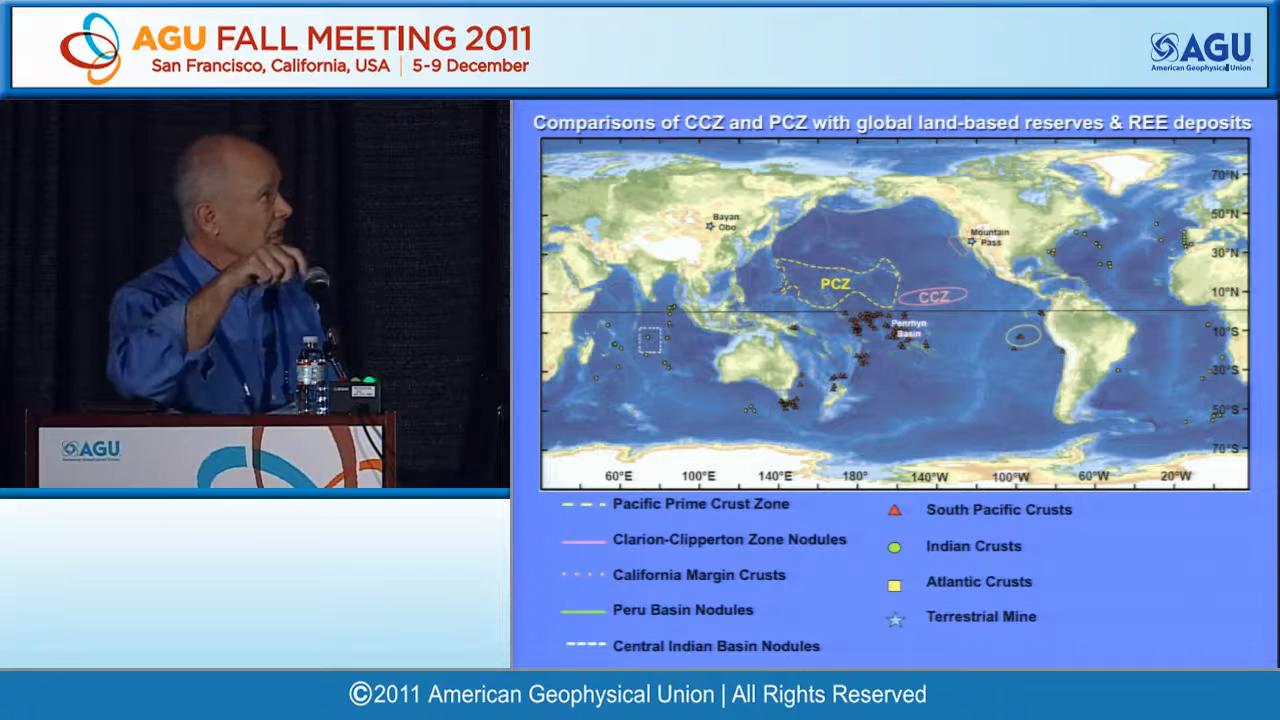 AGU FALL MEETING 2011
San Francisco, California, USA | 5-9 December
AGU
American Geophysical Union
Comparisons of CCZ and PCZ with global land-based reserves & REE deposits
70°N
50°N
30°N
10°N
10°S
30°S
50°S
70°S
Bayan
Obo
Mountain
Pass
PCZ
CCZ
Penrhyn
Basin
60°E
100°E
140°E
180°
140°W
100°W
60°W
20°W
Pacific Prime Crust Zone
Clarion-Clipperton Zone Nodules
California Margin Crusts
Peru Basin Nodules
Central Indian Basin Nodules
South Pacific Crusts
Indian Crusts
Atlantic Crusts
Terrestrial Mine
AGU
©2011 American Geophysical Union | All Rights Reserved